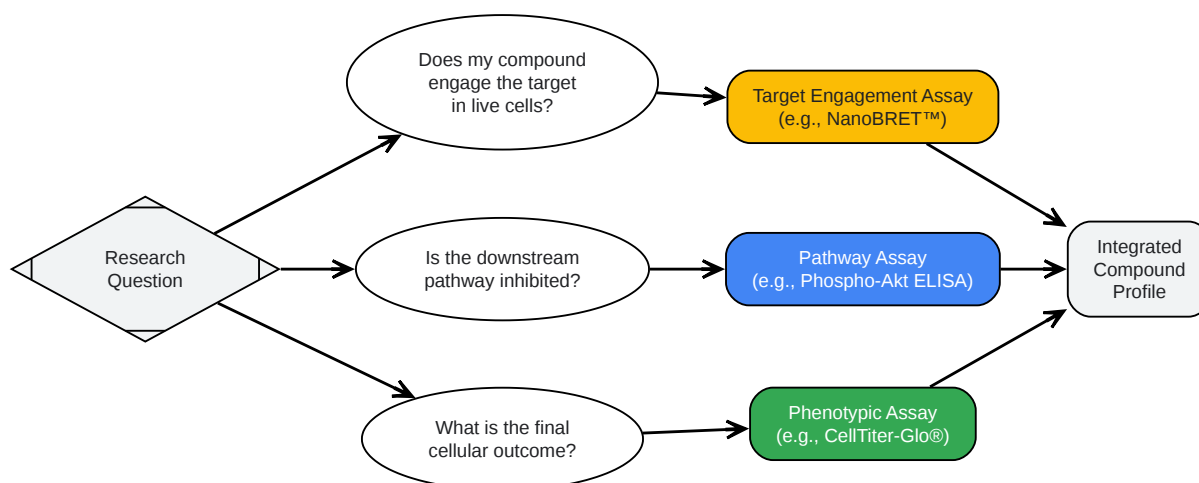 Does my compound
engage the target
in live cells?
Target Engagement Assay
(e.g., NanoBRET™)
Research
Question
Is the downstream
pathway inhibited?
Pathway Assay
(e.g., Phospho-Akt ELISA)
Integrated
Compound
Profile
What is the final
cellular outcome?
Phenotypic Assay
(e.g., CellTiter-Glo®)